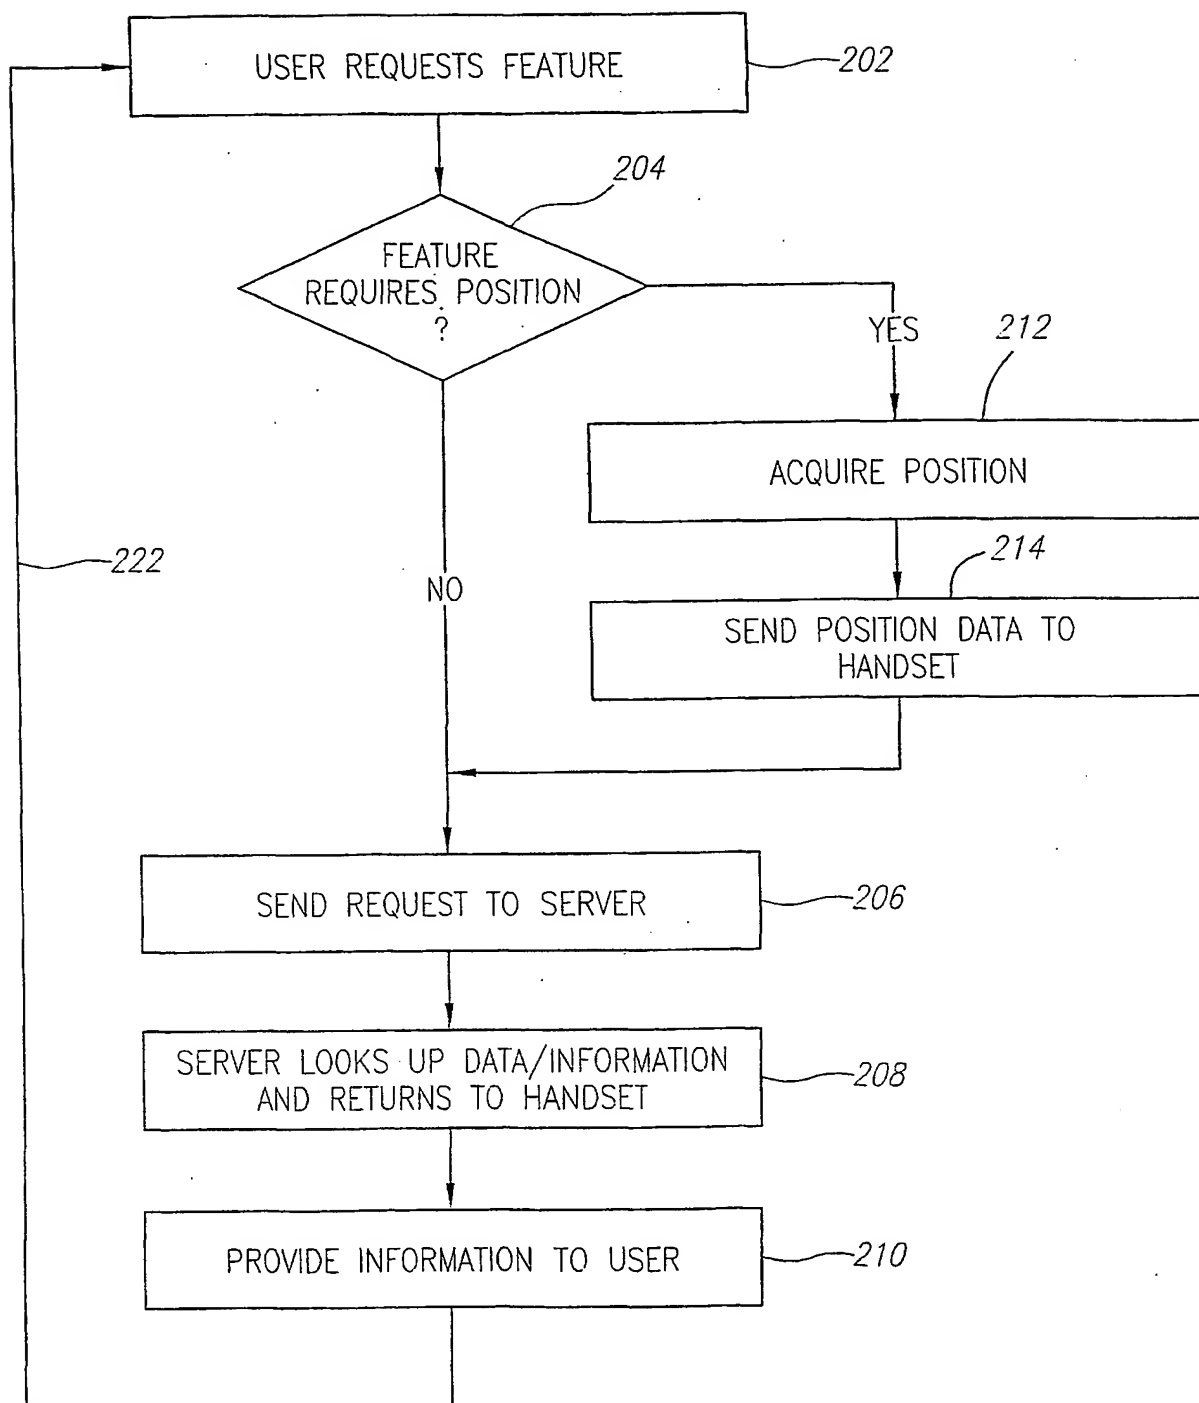 USER REQUESTS FEATURE
202
204
FEATURE
REQUIRES POSITION
?
YES
212
ACQUIRE POSITION
222
214
NO
SEND POSITION DATA TO
HANDSET
SEND REQUEST TO SERVER
206
SERVER LOOKS UP DATA/INFORMATION
AND RETURNS TO HANDSET
208
PROVIDE INFORMATION TO USER
210